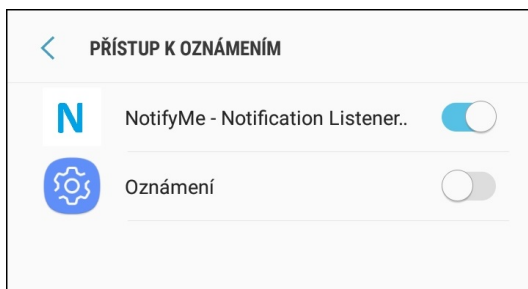 PŘÍSTUP K OZNÁMENÍM
N NotifyMe - Notification Listener..
Oznámení